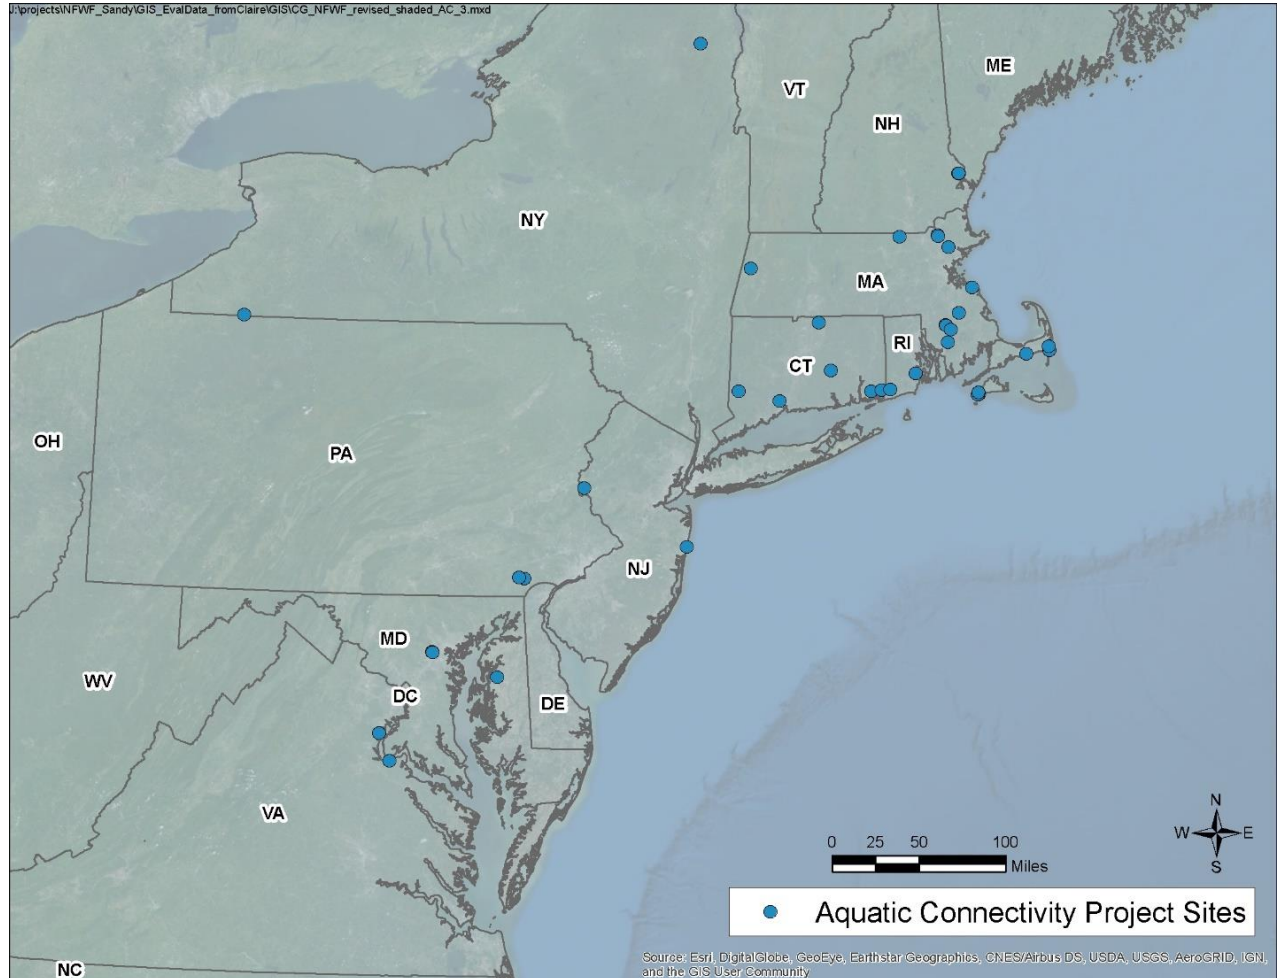 J:\projects\NFWF_Sandy\GIS_EvalData_fromClaire\GIS\CG_NFWF_revised_shaded_AC_3.mxd
ME
VT
NH
NY
MA
RI
CT
OH
PA
NJ
MD
WV
DC
DE
VA
N
W E
S
0 25 50 100
Miles
Aquatic Connectivity Project Sites
Source: Esri, DigitalGlobe, GeoEye, Earthstar Geographics, CNES/Airbus DS, USDA, USGS, AeroGRID, IGN,
and the GIS User Community
NC